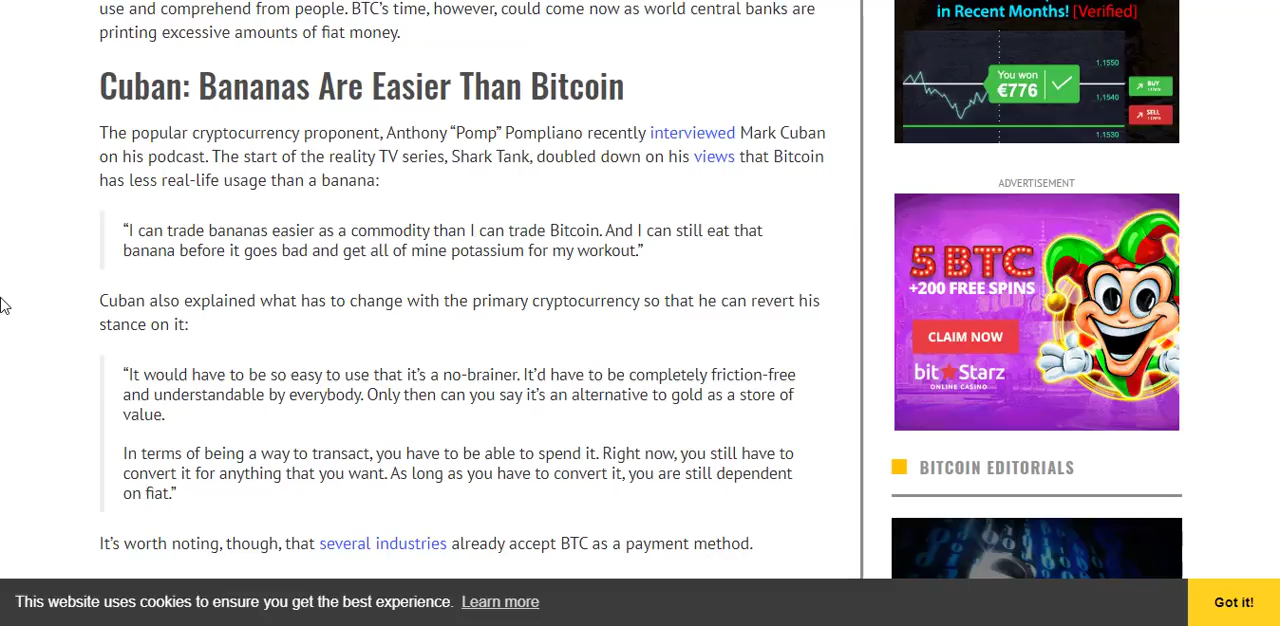 use and comprehend from people. BTC’s time, however, could come now as world central banks are
printing excessive amounts of fiat money.
Cuban: Bananas Are Easier Than Bitcoin
The popular cryptocurrency proponent, Anthony “Pomp” Pompliano recently interviewed Mark Cuban
on his podcast. The start of the reality TV series, Shark Tank, doubled down on his views that Bitcoin
has less real-life usage than a banana:
“I can trade bananas easier as a commodity than I can trade Bitcoin. And I can still eat that
banana before it goes bad and get all of mine potassium for my workout.”
Cuban also explained what has to change with the primary cryptocurrency so that he can revert his
stance on it:
“It would have to be so easy to use that it’s a no-brainer. It’d have to be completely friction-free
and understandable by everybody. Only then can you say it’s an alternative to gold as a store of
value.
In terms of being a way to transact, you have to be able to spend it. Right now, you still have to
convert it for anything that you want. As long as you have to convert it, you are still dependent
on fiat.”
It’s worth noting, though, that several industries already accept BTC as a payment method.
in Recent Months! [Verified]
1.1550
You won
€776
BUY
1.1540
SELL
1.1530
ADVERTISEMENT
5 BTC
+200 FREE SPINS
CLAIM NOW
bit★Starz
ONLINE CASINO
BITCOIN EDITORIALS
This website uses cookies to ensure you get the best experience. Learn more
Got it!